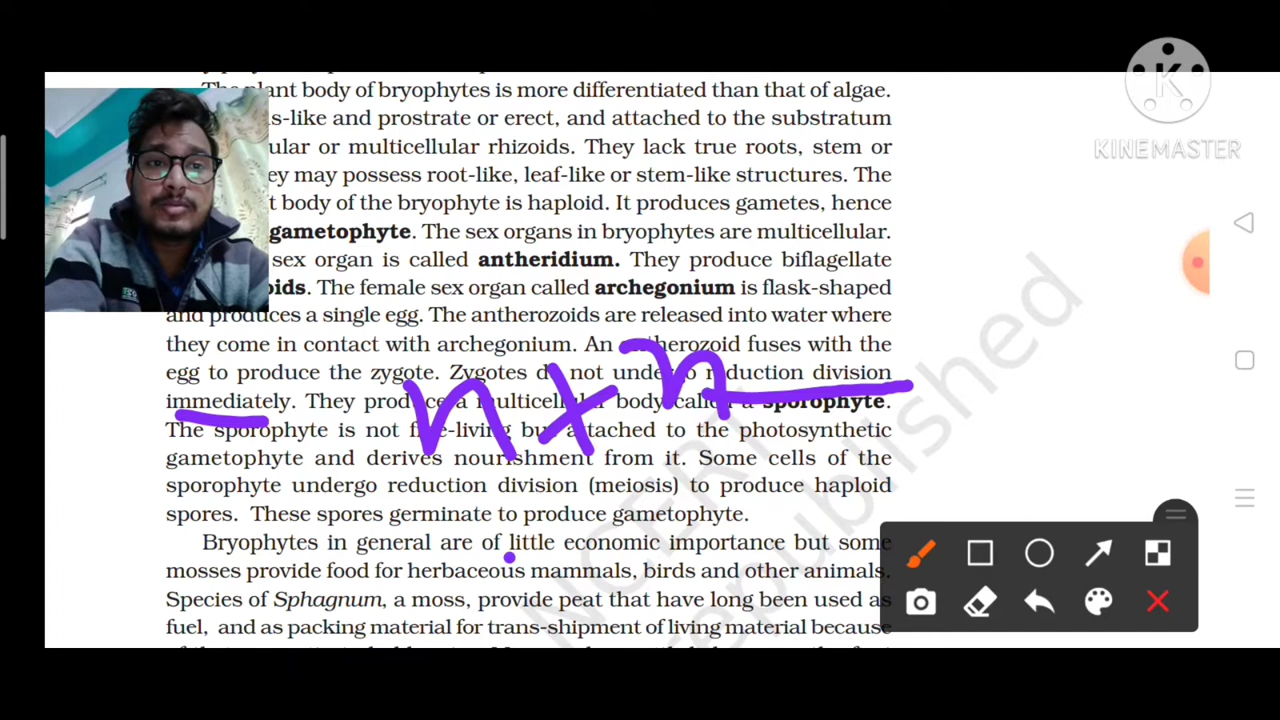 The plant body of bryophytes is more differentiated than that of algae.
s-like and prostrate or erect, and attached to the substratum
ular or multicellular rhizoids. They lack true roots, stem or
ey may possess root-like, leaf-like or stem-like structures. The
t body of the bryophyte is haploid. It produces gametes, hence
gametophyte. The sex organs in bryophytes are multicellular.
sex organ is called antheridium. They produce biflagellate
oids. The female sex organ called archegonium is flask-shaped
and produces a single egg. The antherozoids are released into water where
they come in contact with archegonium. An antherozoid fuses with the
egg to produce the zygote. Zygotes do not undergo reduction division
immediately. They produce a multicellular body called a sporophyte.
The sporophyte is not free-living but attached to the photosynthetic
gametophyte and derives nourishment from it. Some cells of the
sporophyte undergo reduction division (meiosis) to produce haploid
spores. These spores germinate to produce gametophyte.
Bryophytes in general are of little economic importance but some
mosses provide food for herbaceous mammals, birds and other animals.
Species of Sphagnum, a moss, provide peat that have long been used as
fuel, and as packing material for trans-shipment of living material because
n+n
NCERT
republished
K
KINEMASTER